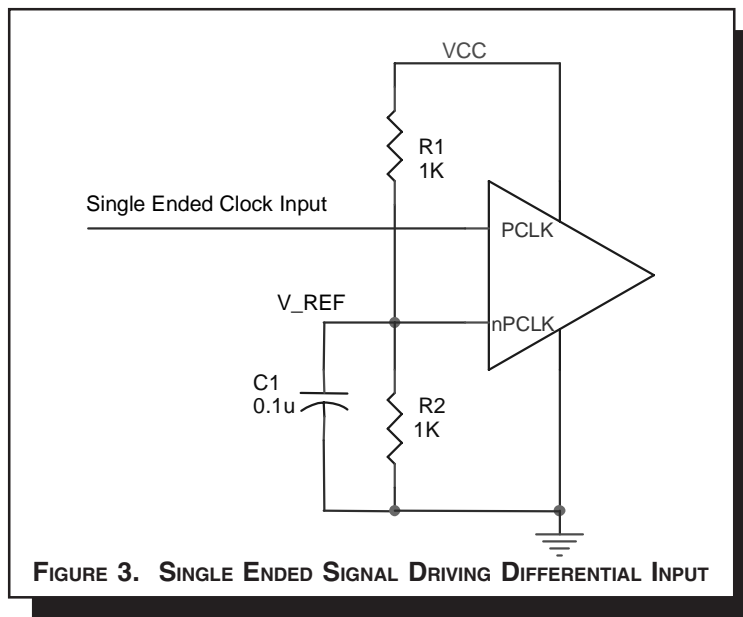 VCC
R1
1K
Single Ended Clock Input
PCLK
V_REF
nPCLK
C1
0.1u
R2
1K
FIGURE 3. SINGLE ENDED SIGNAL DRIVING DIFFERENTIAL INPUT